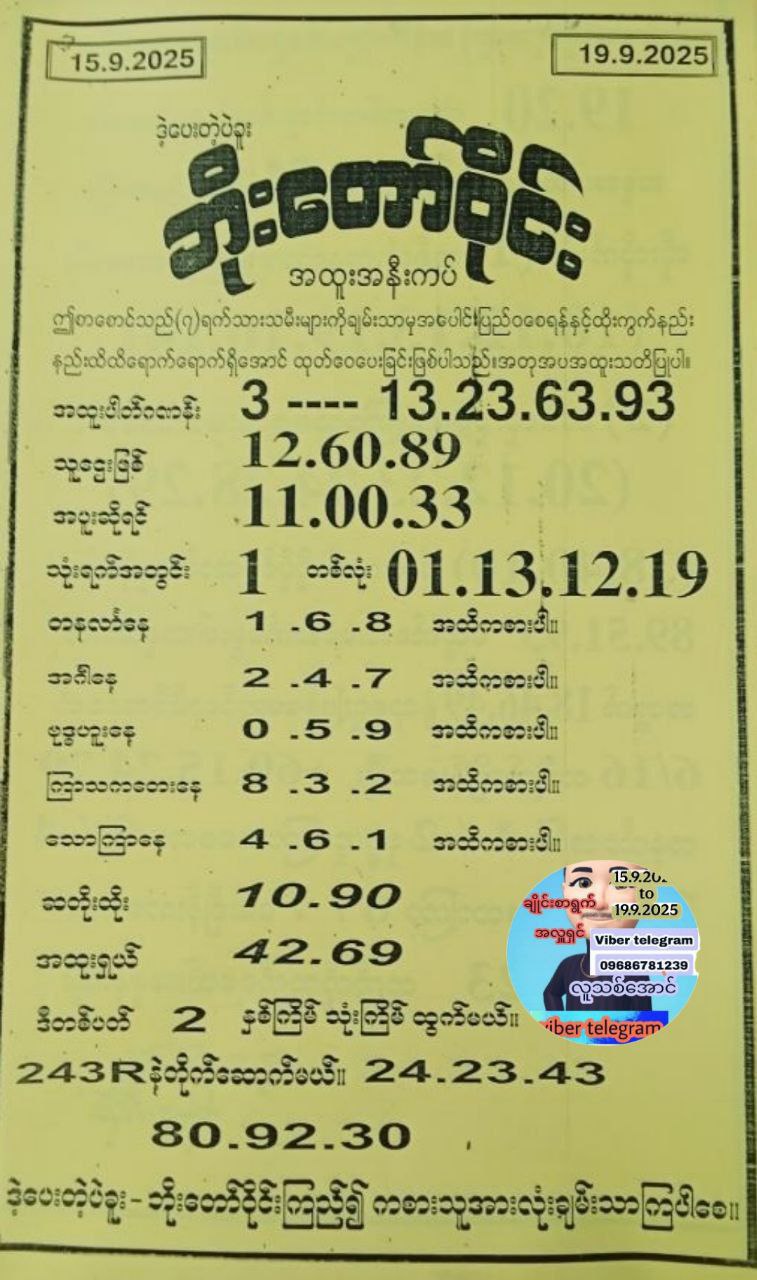 15.9.2025
19.9.2025
ဒဲ့ပေးတဲ့ပဲခူး
ဘိုးတော်ဝိုင်း
အထူးအနီးကပ်
ဤစာစောင်သည်(၇)ရက်သားသမီးများကိုချမ်းသာမှုအပေါင်းပြည်ဝစေရန်နှင့်ထိုးကွက်နည်း
နည်းထိထိရောက်ရောက်ရှိအောင် ထုတ်ဝေပေးခြင်းဖြစ်ပါသည်။အတုအပအထူးသတိပြုပါ။
အထူးပါတ်ဂဏန်း 3 ---- 13.23.63.93
သူဌေးဖြစ် 12.60.89
အပူးဆိုရင် 11.00.33
သုံးရက်အတွင်း 1 တစ်လုံး 01.13.12.19
တနင်္လာနေ့ 1 .6 .8 အထိကစားပါ။
အင်္ဂါနေ့ 2 .4 .7 အထိကစားပါ။
ဗုဒ္ဓဟူးနေ့ 0 .5 .9 အထိကစားပါ။
ကြာသပတေးနေ့ 8 .3 .2 အထိကစားပါ။
သောကြာနေ့ 4 .6 .1 အထိကစားပါ။
ဆတိုးထိုး 10.90
အထူးရှယ် 42.69
ဒီတစ်ပတ် 2 နှစ်ကြိမ် သုံးကြိမ် ထွက်မယ်။
243R နဲ့တိုက်ဆောက်မယ်။ 24.23.43
80.92.30
ဒဲ့ပေးတဲ့ပဲခူး - ဘိုးတော်ဝိုင်းကြည့်၍ ကစားသူအားလုံးချမ်းသာကြပါစေ။
to
19.9.2025
ချိုင်းစာရွက်
အလှူရှင်
Viber telegram
09686781239
လူသစ်အောင်
viber telegram